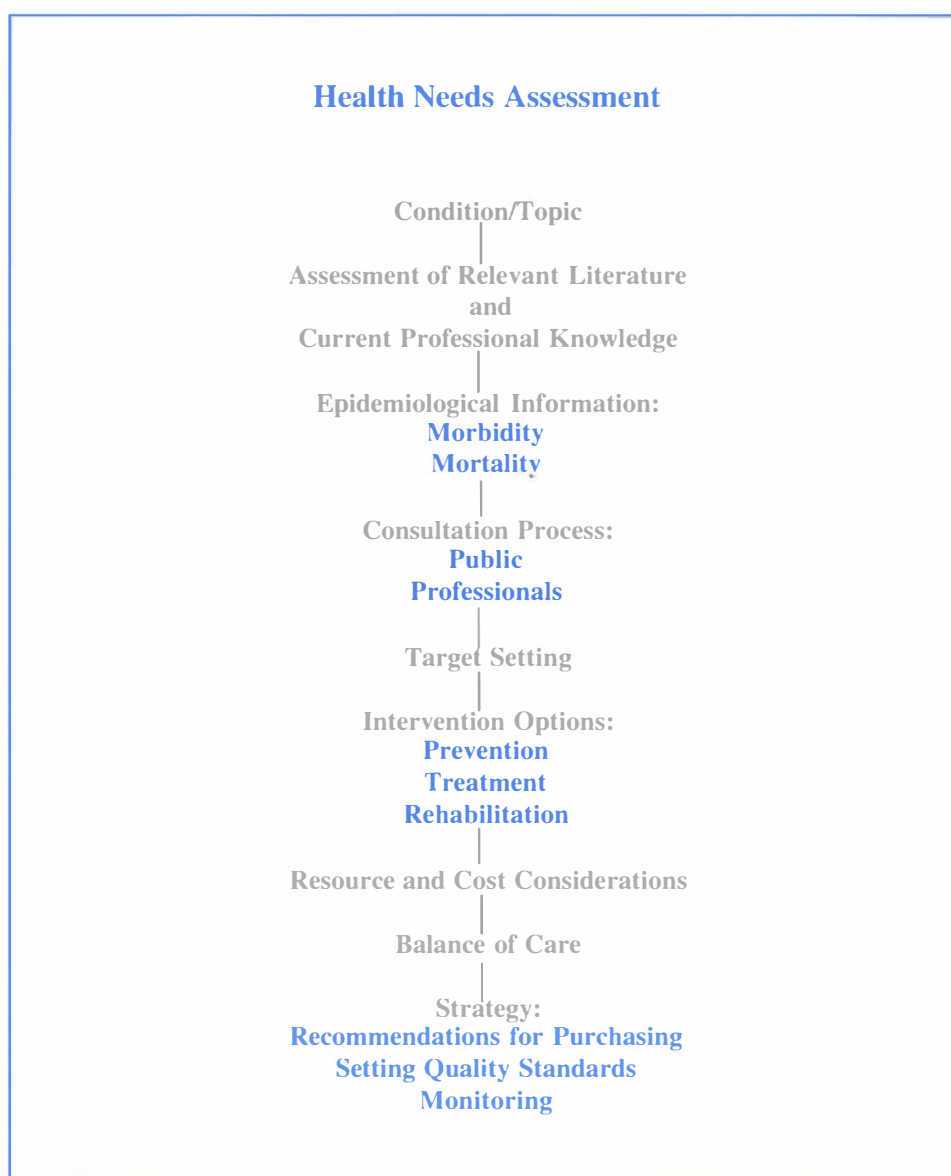 Health Needs Assessment
Condition/Topic
Assessment of Relevant Literature
and
Current Professional Knowledge
Epidemiological Information:
Morbidity
Mortality
Consultation Process:
Public
Professionals
Target Setting
Intervention Options:
Prevention
Treatment
Rehabilitation
Resource and Cost Considerations
Balance of Care
Strategy:
Recommendations for Purchasing
Setting Quality Standards
Monitoring